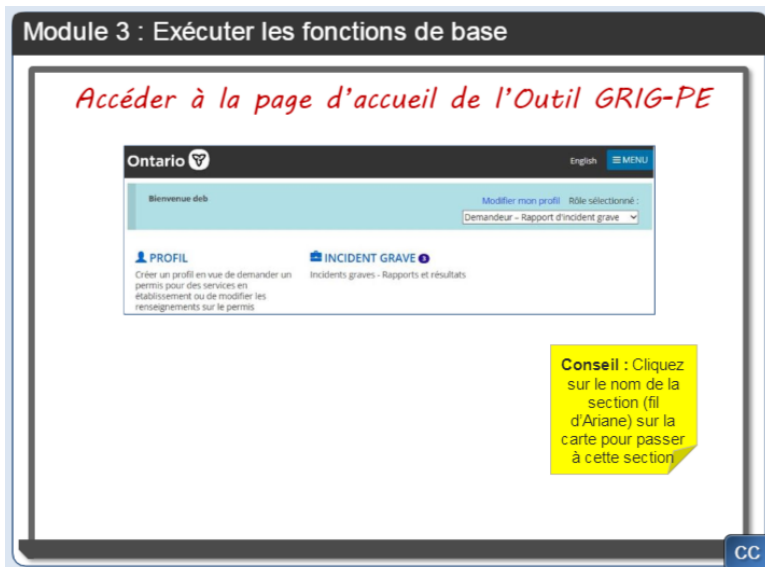 Module 3 : Exécuter les fonctions de base
Accéder à la page d'accueil de l'Outil GRIG-PE
Ontario
English
MENU
Bienvenue deb
Modifier mon profil Rôle sélectionné :
Demandeur – Rapport d'incident grave
PROFIL
Créer un profil en vue de demander un
permis pour des services en
établissement ou de modifier les
renseignements sur le permis
INCIDENT GRAVE 3
Incidents graves - Rapports et résultats
Conseil : Cliquez
sur le nom de la
section (fil
d'Ariane) sur la
carte pour passer
à cette section
CC